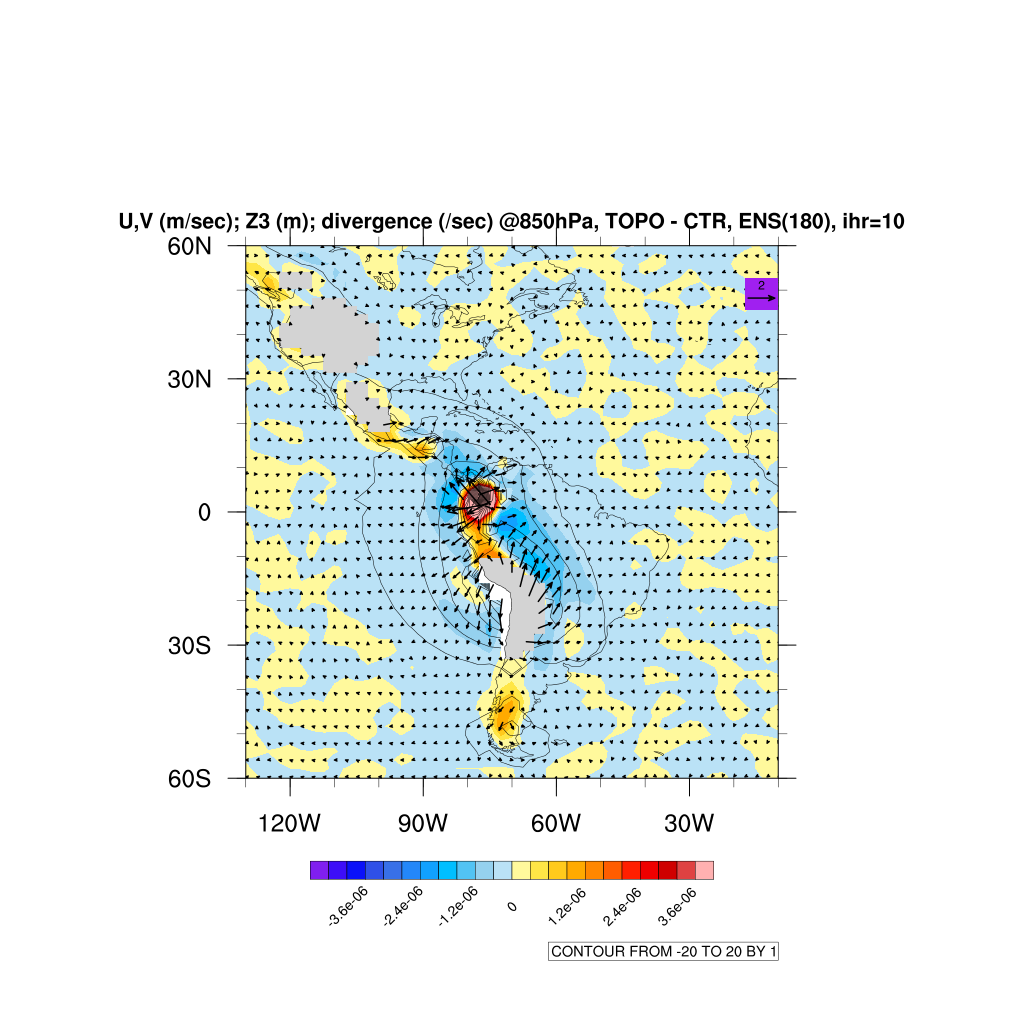 U,V (m/sec); Z3 (m); divergence (/sec) @850hPa, TOPO - CTR, ENS(180), ihr=10
60N
2
30N
0
30S
60S
120W 90W 60W 30W
-3.6e-06 -2.4e-06 -1.2e-06 0 1.2e-06 2.4e-06 3.6e-06
CONTOUR FROM -20 TO 20 BY 1